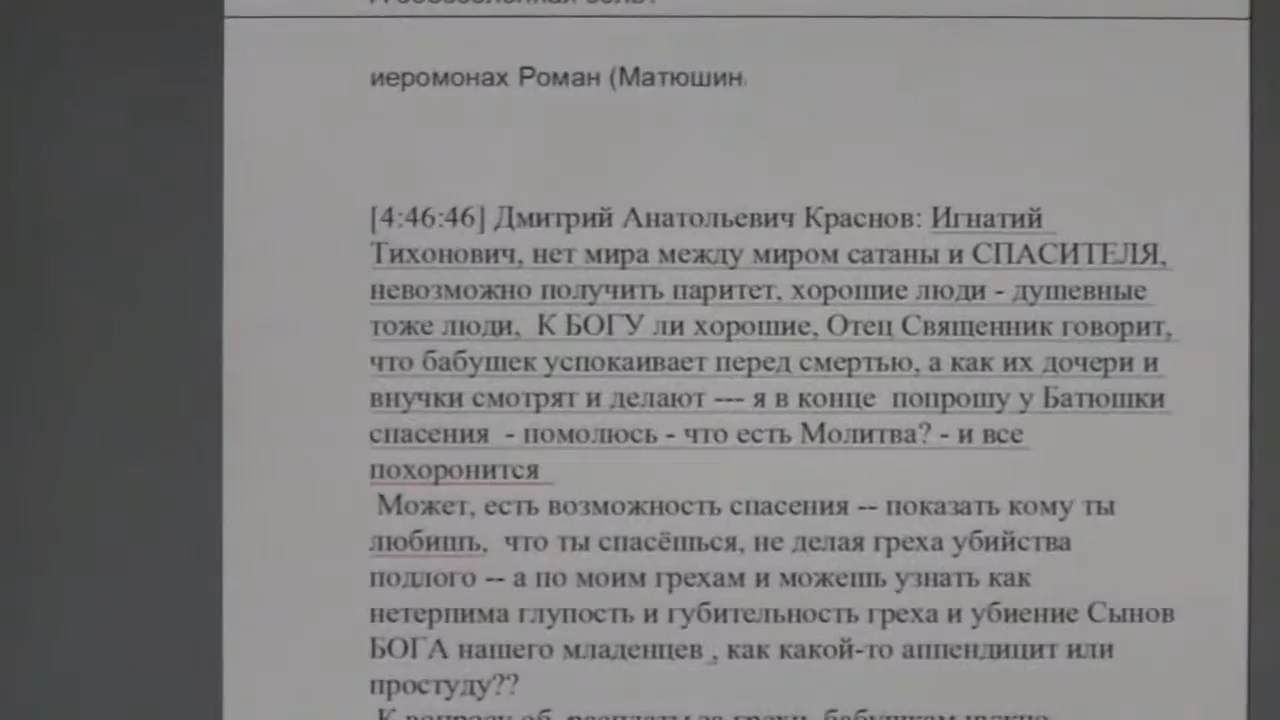 иеромонах Роман (Матюшин
[4:46:46] Дмитрий Анатольевич Краснов: Игнатий
Тихонович, нет мира между миром сатаны и СПАСИТЕЛЯ,
невозможно получить паритет, хорошие люди - душевные
тоже люди,  К БОГУ ли хорошие, Отец Священник говорит,
что бабушек успокаивает перед смертью, а как их дочери и
внучки смотрят и делают --- я в конце  попрошу у Батюшки
спасения  - помолюсь - что есть Молитва? - и все
похоронится
Может, есть возможность спасения -- показать кому ты
любишь,  что ты спасёшься, не делая греха убийства
подлого -- а по моим грехам и можешь узнать как
нетерпима глупость и губительность греха и убиение Сынов
БОГА нашего младенцев , как какой-то аппендицит или
простуду??
К вопросу об